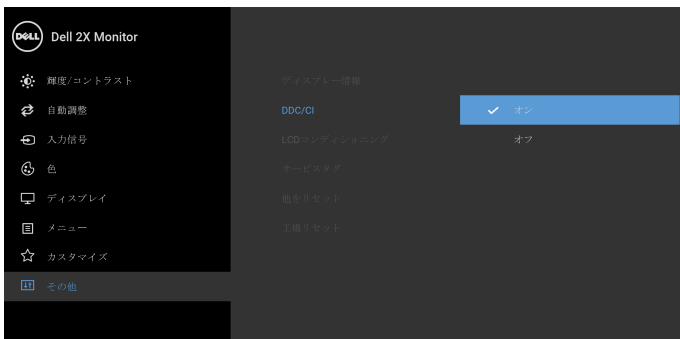 DELL
Dell 2X Monitor
輝度/コントラスト
自動調整
入力信号
色
ディスプレイ
メニュー
カスタマイズ
その他
ディスプレー情報
DDC/CI
LCDコンディショニング
サービスタグ
他をリセット
工場リセット
オン
オフ